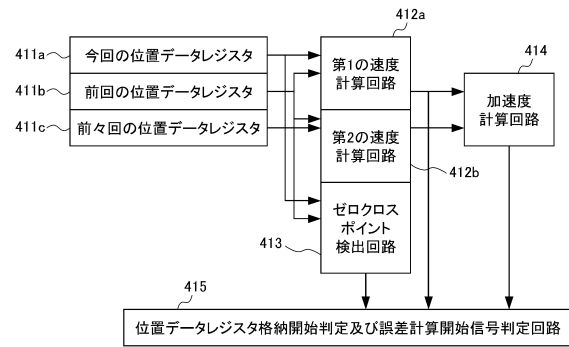 412a
411a
今回の位置データレジスタ
411b
前回の位置データレジスタ
411c
前々回の位置データレジスタ
第1の速度
計算回路
第2の速度
計算回路
412b
414
加速度
計算回路
ゼロクロス
ポイント
検出回路
413
415
位置データレジスタ格納開始判定及び誤差計算開始信号判定回路